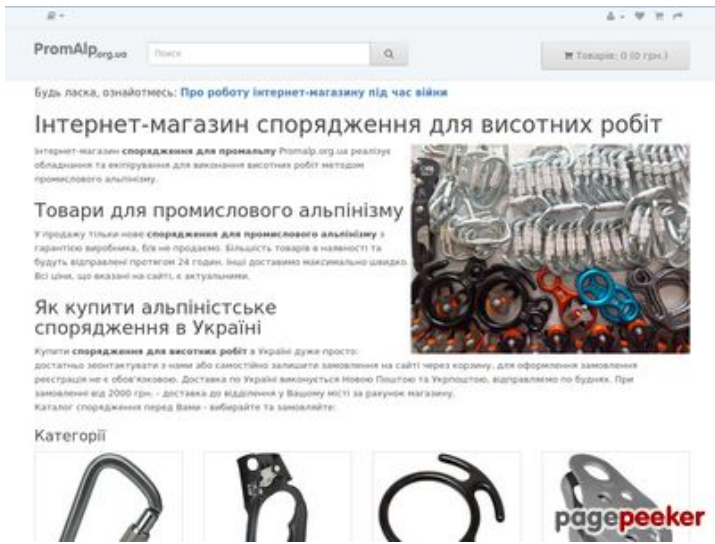 PromAlp.org.ua
Поиск
Товарів: 0 (0 грн.)
Будь ласка, ознайотмесь: Про роботу інтернет-магазину під час війни
Інтернет-магазин спорядження для висотних робіт
Інтернет-магазин спорядження для промальпу Promalp.org.ua реалізує
обладнання та екіпірування для виконання висотних робіт методом
промислового альпінізму.
Товари для промислового альпінізму
У продажу тільки нове спорядження для промислового альпінізму з
гарантією виробника, б/в не продаємо. Більшість товарів в наявності та
будуть відправлені протягом 24 годин. Інші доставимо максимально швидко.
Всі ціни, що вказані на сайті, є актуальними.
Як купити альпіністське
спорядження в Україні
Купити спорядження для висотних робіт в Україні дуже просто:
достатньо зконтактувати з нами або самостійно залишити замовлення на сайті через корзину, для оформлення замовлення
реєстрація не є обов'язковою. Доставка по Україні виконується Новою Поштою та Укрпоштою, відправляємо по буднях. При
замовленні від 2000 грн. - доставка до відділення у Вашому місті за рахунок магазину.
Каталог спорядження перед Вами - вибирайте та замовляйте:
Категорії
pagepeeker